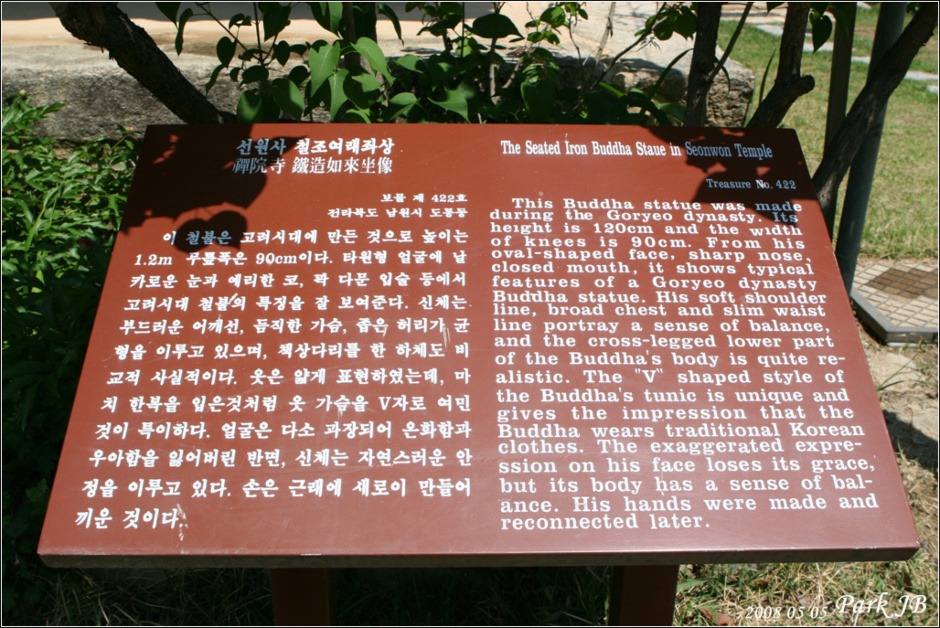 선원사 철조여래좌상
禪院寺 鐵造如來坐像
보물 제 422호
전라북도 남원시 도통동
이 철불은 고려시대에 만든 것으로 높이는
1.2m 무릎폭은 90cm이다. 타원형 얼굴에 날
카로운 눈과 예리한 코, 꽉 다문 입술 등에서
고려시대 철불의 특징을 잘 보여준다. 신체는
부드러운 어깨선, 듬직한 가슴, 좁은 허리가 균
형을 이루고 있으며, 책상다리를 한 하체도 비
교적 사실적이다. 옷은 얇게 표현하였는데, 마
치 한복을 입은것처럼 옷 가슴을 V자로 여민
것이 특이하다. 얼굴은 다소 과장되어 온화함과
우아함을 잃어버린 반면, 신체는 자연스러운 안
정을 이루고 있다. 손은 근래에 새로이 만들어
끼운 것이다.
The Seated Iron Buddha Staue in Seonwon Temple
Treasure No. 422
This Buddha statue was made
during the Goryeo dynasty. Its
height is 120cm and the width
of knees is 90cm. From his
oval-shaped face, sharp nose,
closed mouth, it shows typical
features of a Goryeo dynasty
Buddha statue. His soft shoulder
line, broad chest and slim waist
line portray a sense of balance,
and the cross-legged lower part
of the Buddha's body is quite re-
alistic. The "V" shaped style of
the Buddha's tunic is unique and
gives the impression that the
Buddha wears traditional Korean
clothes. The exaggerated expre-
ssion on his face loses its grace,
but its body has a sense of bal-
ance. His hands were made and
reconnected later.
2008 05 05 Park JB